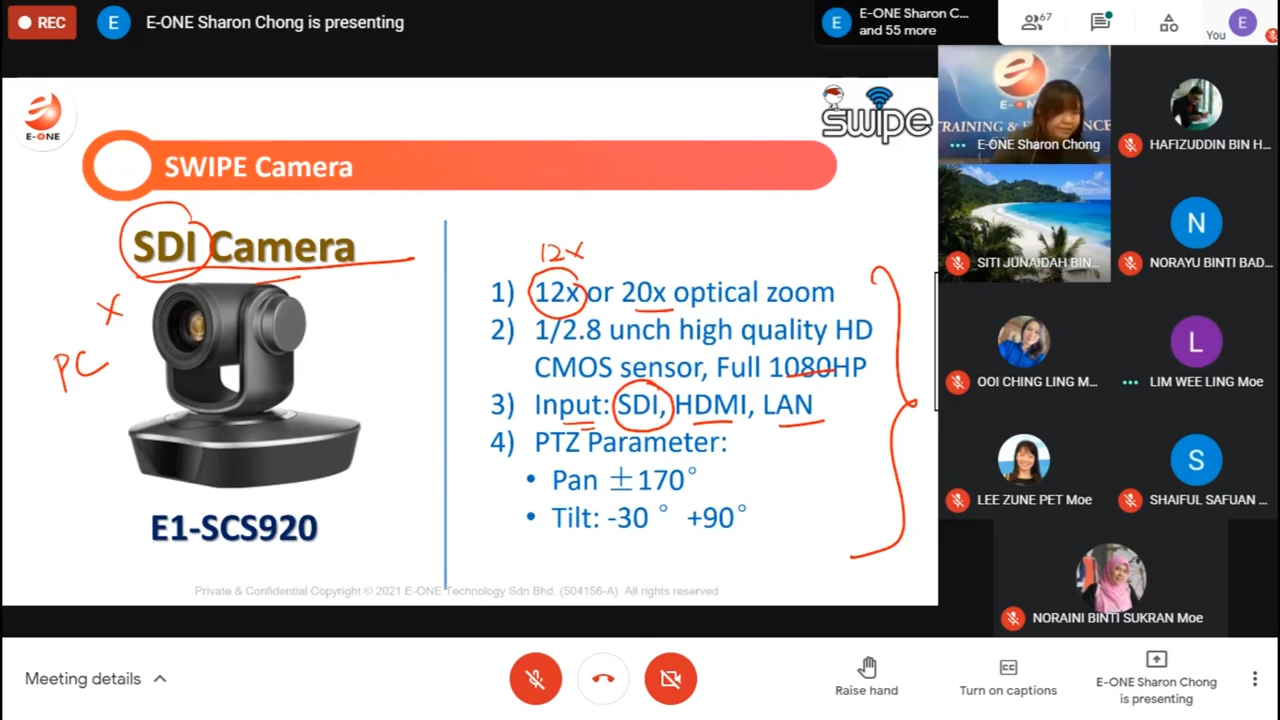 REC
E
E-ONE Sharon Chong is presenting
E
E-ONE Sharon C...
and 55 more
67
You
E
E-ONE
swipe
SWIPE Camera
SDI Camera
X
PC
E1-SCS920
12x
1) 12x or 20x optical zoom
2) 1/2.8 unch high quality HD
CMOS sensor, Full 1080HP
3) Input: SDI, HDMI, LAN
4) PTZ Parameter:
• Pan ±170°
• Tilt: -30 ° +90°
Private & Confidential Copyright © 2021 E-ONE Technology Sdn Bhd. (504156-A). All rights reserved
E-ONE Sharon Chong
HAFIZUDDIN BIN H...
SITI JUNAIDAH BIN...
N
NORAYU BINTI BAD...
OOI CHING LING M...
L
LIM WEE LING Moe
LEE ZUNE PET Moe
S
SHAIFUL SAFUAN ...
NORAINI BINTI SUKRAN Moe
Meeting details
Raise hand
CC
Turn on captions
E-ONE Sharon Chong
is presenting